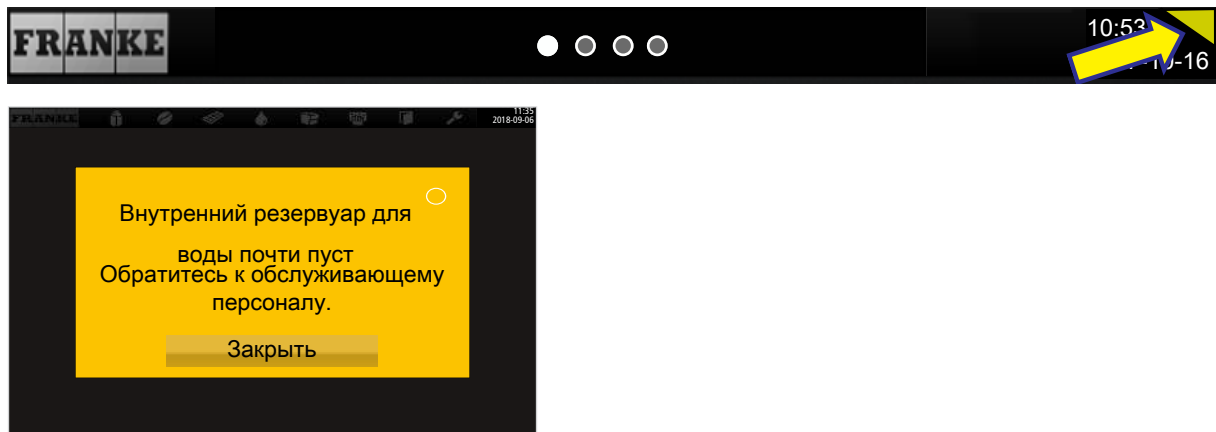 FRANKE
10:53
10-16
FRANKE
11:35
2018-09-06
Внутренний резервуар для
воды почти пуст
Обратитесь к обслуживающему
персоналу.
Закрыть